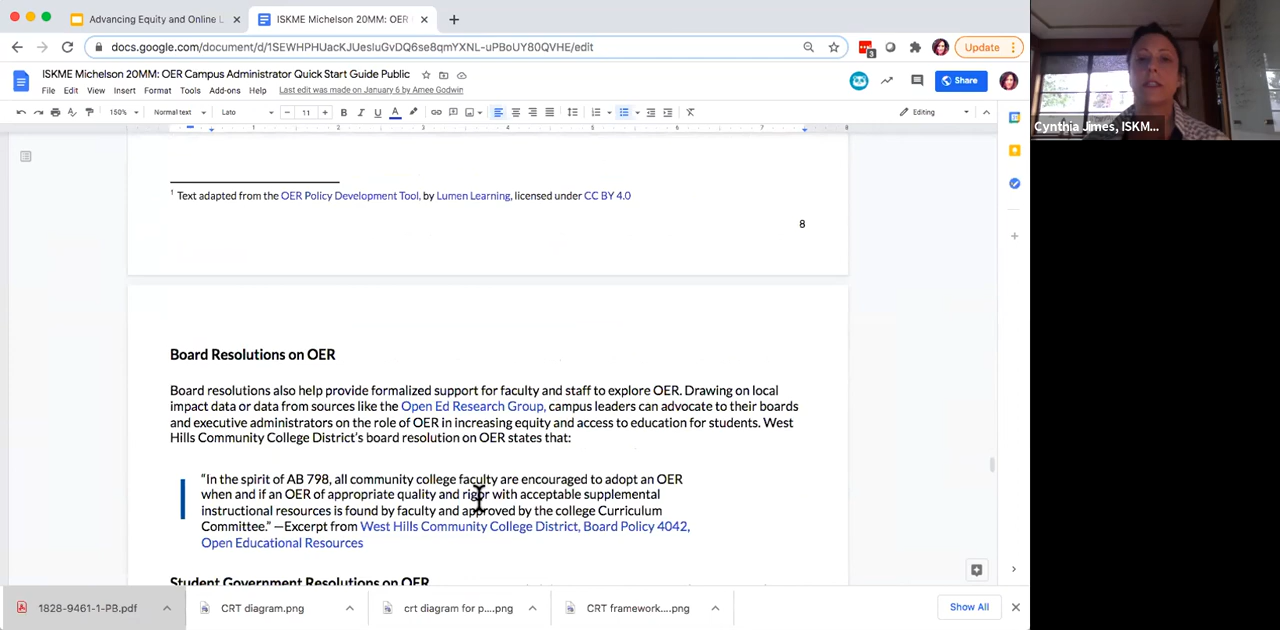 Advancing Equity and Online L
ISKME Michelson 20MM: OER
docs.google.com/document/d/1SEWHPHUacKJUesluGvDQ6se8qmYXNL-uPBoUY80QVHE/edit
3
Update
ISKME Michelson 20MM: OER Campus Administrator Quick Start Guide Public
File Edit View Insert Format Tools Add-ons Help Last edit was made on January 6 by Amee Godwin
Share
150% Normal text Lato 11 B I U A Editing
1 2 3 4 5 6 7 8
1 Text adapted from the OER Policy Development Tool, by Lumen Learning, licensed under CC BY 4.0
8
Board Resolutions on OER
Board resolutions also help provide formalized support for faculty and staff to explore OER. Drawing on local
impact data or data from sources like the Open Ed Research Group, campus leaders can advocate to their boards
and executive administrators on the role of OER in increasing equity and access to education for students. West
Hills Community College District's board resolution on OER states that:
“In the spirit of AB 798, all community college faculty are encouraged to adopt an OER
when and if an OER of appropriate quality and rigor with acceptable supplemental
instructional resources is found by faculty and approved by the college Curriculum
Committee.” —Excerpt from West Hills Community College District, Board Policy 4042,
Open Educational Resources
Student Government Resolutions on OER
1828-9461-1-PB.pdf
CRT diagram.png
crt diagram for p....png
CRT framework....png
Show All
Cynthia Jimes, ISKM...